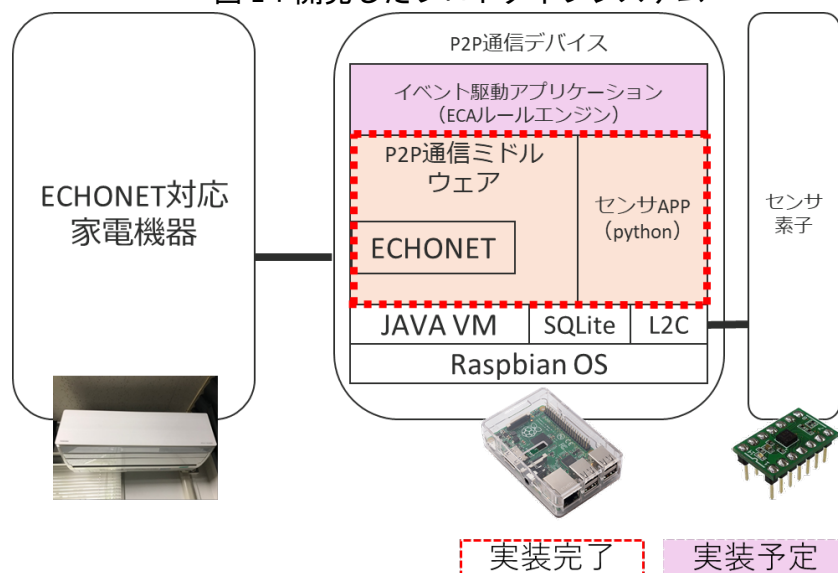 P2P通信デバイス
イベント駆動アプリケーション
（ECAルールエンジン）
P2P通信ミドル
ウェア
ECHONET
センサAPP
（python）
JAVA VM
SQLite
L2C
Raspbian OS
ECHONET対応
家電機器
センサ
素子
実装完了
実装予定